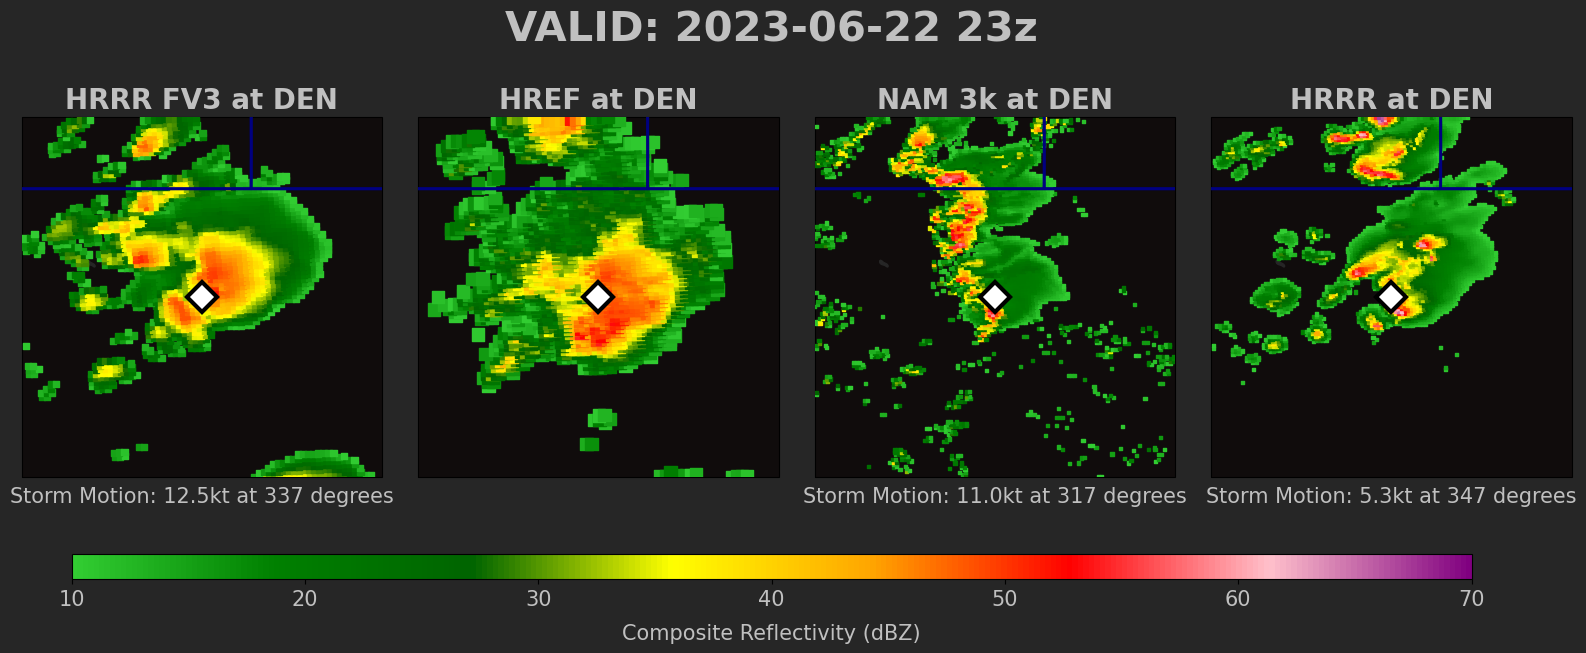 VALID: 2023-06-22 23z
HRRR FV3 at DEN
HREF at DEN
NAM 3k at DEN
HRRR at DEN
Storm Motion: 12.5kt at 337 degrees
Storm Motion: 11.0kt at 317 degrees
Storm Motion: 5.3kt at 347 degrees
10 20 30 40 50 60 70
Composite Reflectivity (dBZ)